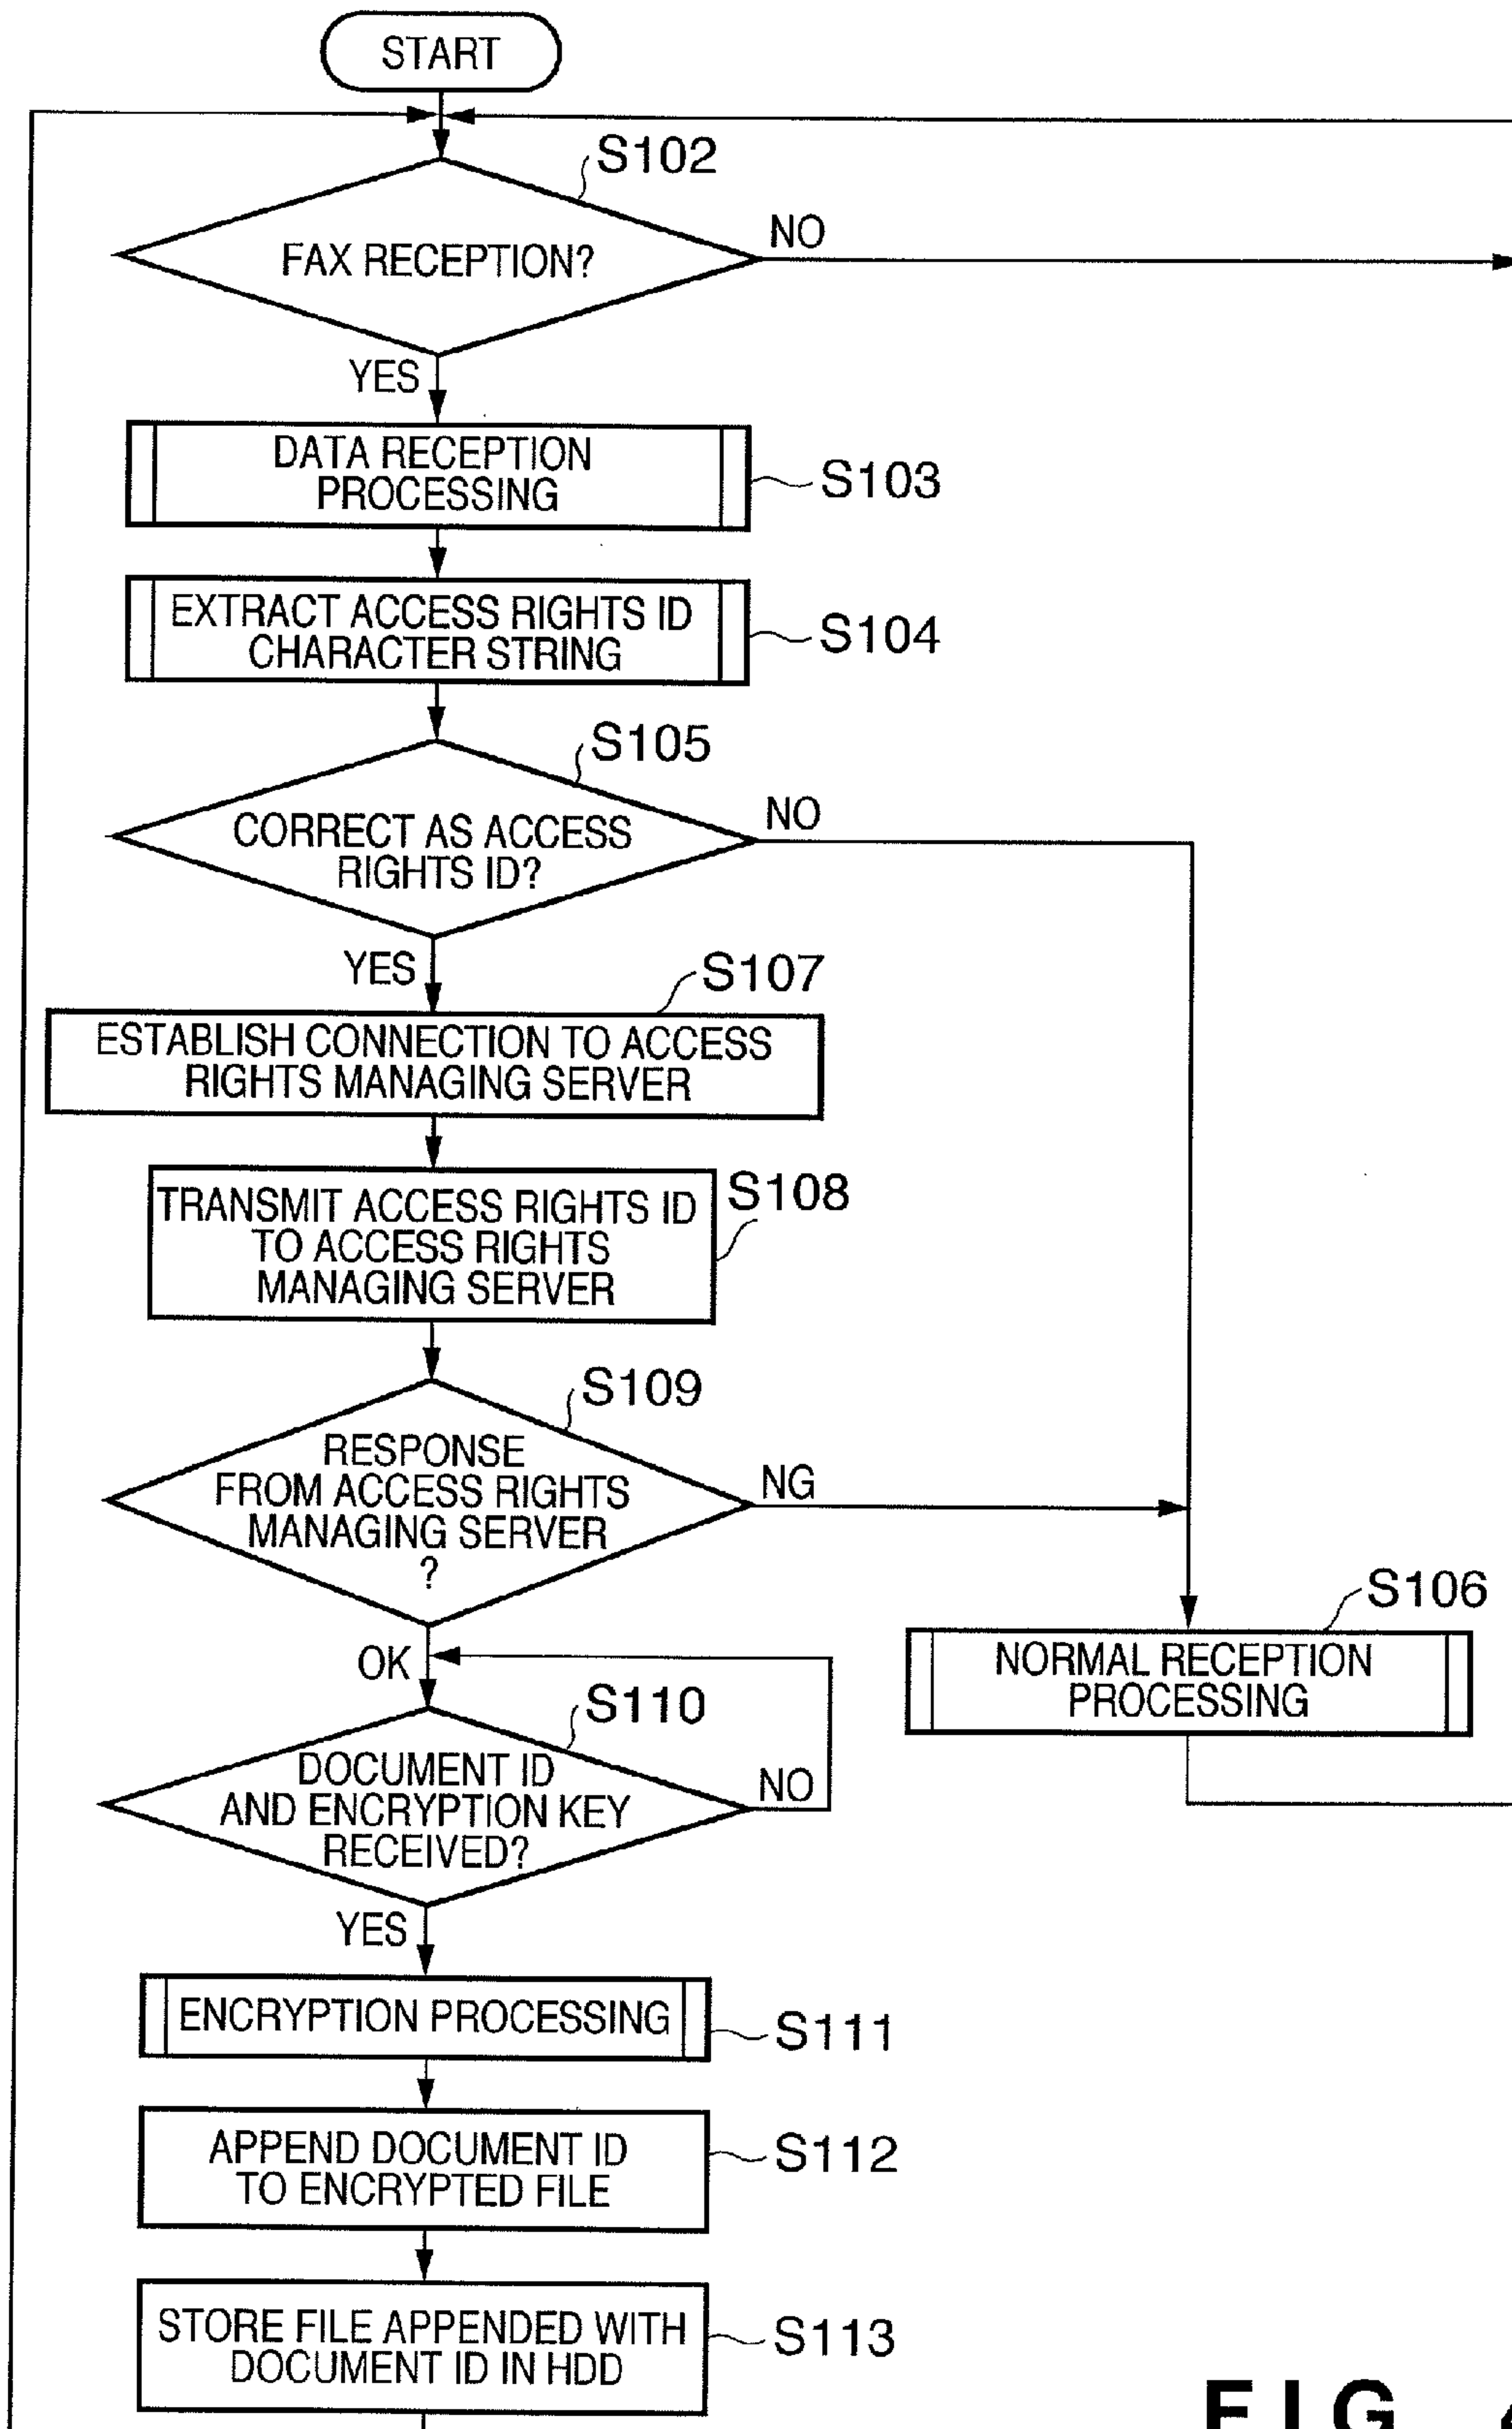 START
S102
FAX RECEPTION?
NO
YES
DATA RECEPTION
PROCESSING
S103
EXTRACT ACCESS RIGHTS ID
CHARACTER STRING
S104
S105
CORRECT AS ACCESS
RIGHTS ID?
NO
YES
S107
ESTABLISH CONNECTION TO ACCESS
RIGHTS MANAGING SERVER
TRANSMIT ACCESS RIGHTS ID
TO ACCESS RIGHTS
MANAGING SERVER
S108
S109
RESPONSE
FROM ACCESS RIGHTS
MANAGING SERVER
?
NG
OK
S106
NORMAL RECEPTION
PROCESSING
S110
DOCUMENT ID
AND ENCRYPTION KEY
RECEIVED?
NO
YES
ENCRYPTION PROCESSING
S111
APPEND DOCUMENT ID
TO ENCRYPTED FILE
S112
STORE FILE APPENDED WITH
DOCUMENT ID IN HDD
S113
FIG.